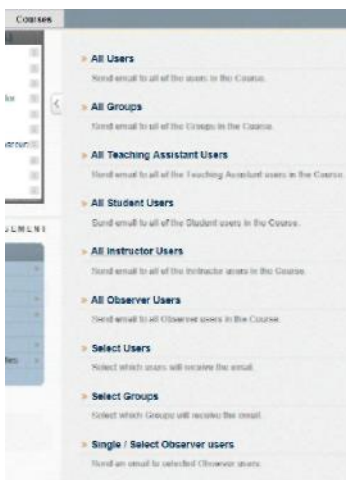 Courses
» All Users
Send email to all of the users in the Course.
» All Groups
Send email to all of the Groups in the Course.
» All Teaching Assistant Users
Send email to all of the Teaching Assistant users in the Course
» All Student Users
Send email to all of the Student users in the Course.
» All Instructor Users
Send email to all of the Instructor users in the Course.
» All Observer Users
Send email to all Observer users in the Course.
» Select Users
Select which users will receive the email.
» Select Groups
Select which Groups will receive the email.
» Single / Select Observer users
Send an email to selected Observer users.
GEMENT